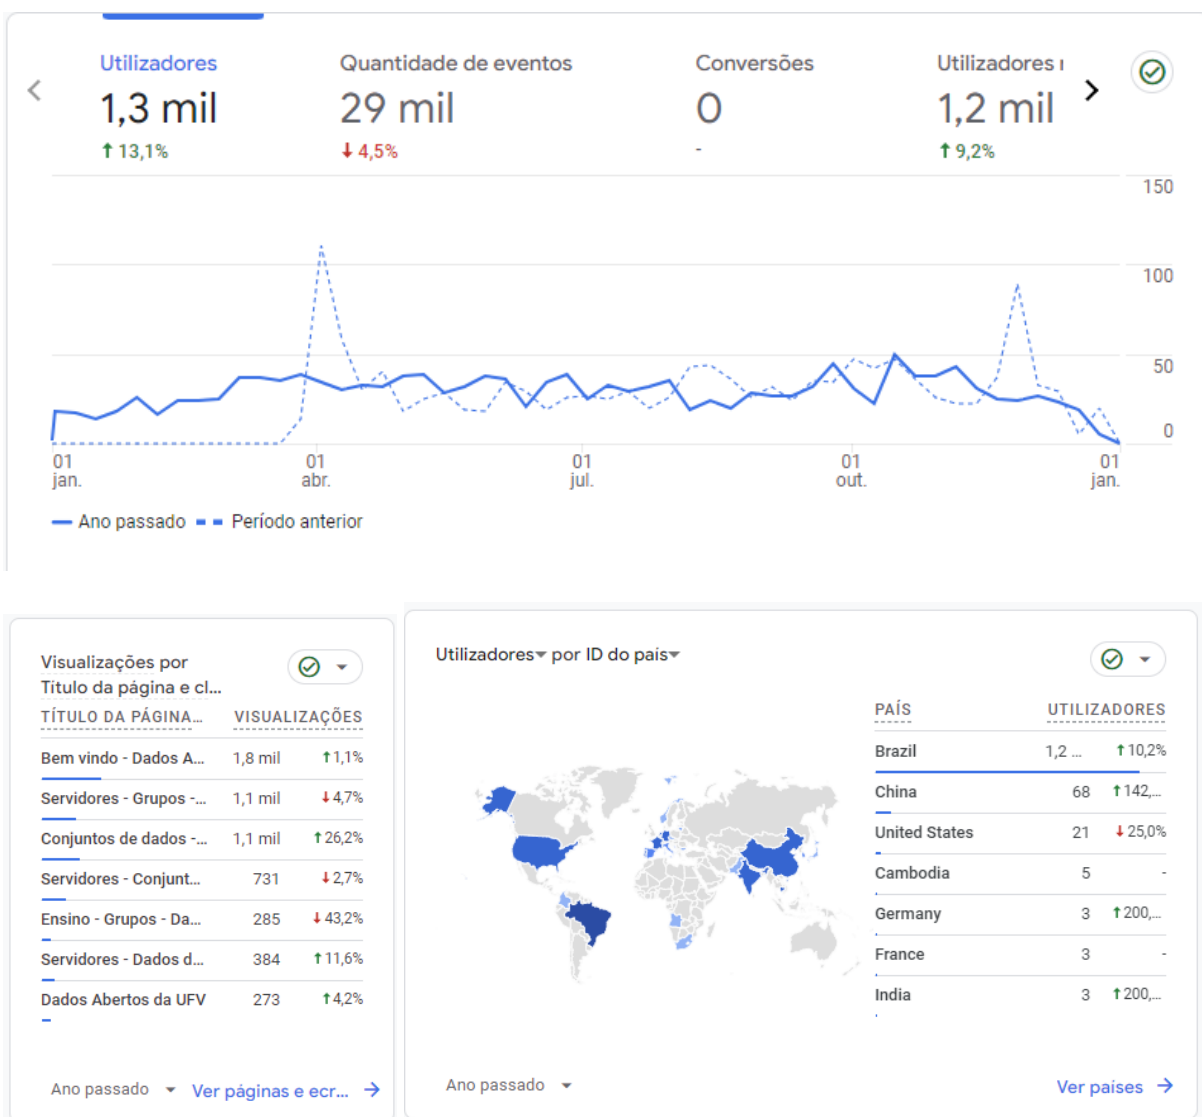 Utilizadores
Quantidade de eventos
Conversões
Utilizadores
1,3 mil
29 mil
0
1,2 mil
↑ 13,1%
↓ 4,5%
-
↑ 9,2%
150
100
50
0
01 jan.
01 abr.
01 jul.
01 out.
01 jan.
Ano passado
Período anterior
Visualizações por
Título da página e cl...
TÍTULO DA PÁGINA... VISUALIZAÇÕES
Bem vindo - Dados A... 1,8 mil ↑ 1,1%
Servidores - Grupos -... 1,1 mil ↓ 4,7%
Conjuntos de dados -... 1,1 mil ↑ 26,2%
Servidores - Conjunt... 731 ↓ 2,7%
Ensino - Grupos - Da... 285 ↓ 43,2%
Servidores - Dados d... 384 ↑ 11,6%
Dados Abertos da UFV 273 ↑ 4,2%
Ano passado
Ver páginas e ecr... →
Utilizadores por ID do país
PAÍS UTILIZADORES
Brazil 1,2 ... ↑ 10,2%
China 68 ↑ 142,...
United States 21 ↓ 25,0%
Cambodia 5 -
Germany 3 ↑ 200,...
France 3 -
India 3 ↑ 200,...
Ano passado
Ver países →